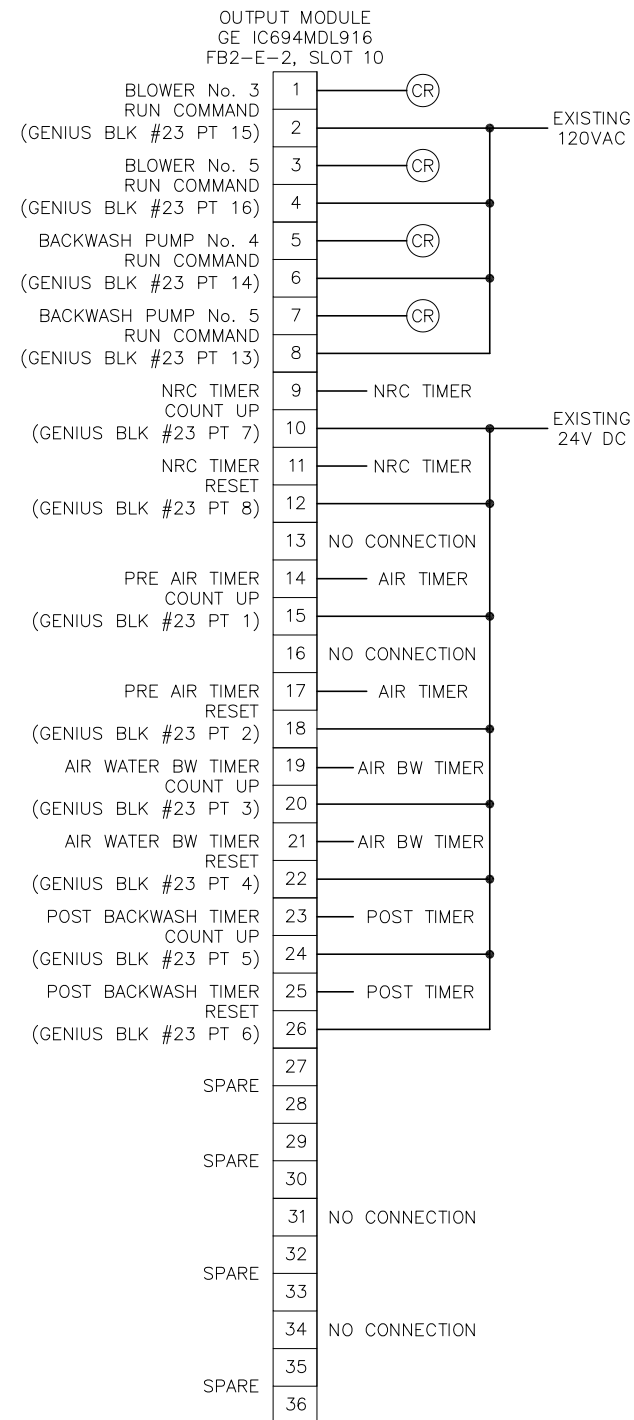 OUTPUT MODULE
GE IC694MDL916
FB2-E-2, SLOT 10
BLOWER No. 3
RUN COMMAND
(GENIUS BLK #23 PT 15)
1
CR
2
EXISTING
120VAC
BLOWER No. 5
RUN COMMAND
(GENIUS BLK #23 PT 16)
3
CR
4
BACKWASH PUMP No. 4
RUN COMMAND
(GENIUS BLK #23 PT 14)
5
CR
6
BACKWASH PUMP No. 5
RUN COMMAND
(GENIUS BLK #23 PT 13)
7
CR
8
NRC TIMER
COUNT UP
(GENIUS BLK #23 PT 7)
9
NRC TIMER
10
EXISTING
24V DC
NRC TIMER
RESET
(GENIUS BLK #23 PT 8)
11
NRC TIMER
12
13
NO CONNECTION
PRE AIR TIMER
COUNT UP
(GENIUS BLK #23 PT 1)
14
AIR TIMER
15
16
NO CONNECTION
PRE AIR TIMER
RESET
(GENIUS BLK #23 PT 2)
17
AIR TIMER
18
AIR WATER BW TIMER
COUNT UP
(GENIUS BLK #23 PT 3)
19
AIR BW TIMER
20
AIR WATER BW TIMER
RESET
(GENIUS BLK #23 PT 4)
21
AIR BW TIMER
22
POST BACKWASH TIMER
COUNT UP
(GENIUS BLK #23 PT 5)
23
POST TIMER
24
POST BACKWASH TIMER
RESET
(GENIUS BLK #23 PT 6)
25
POST TIMER
26
SPARE
27
28
SPARE
29
30
31
NO CONNECTION
SPARE
32
33
34
NO CONNECTION
SPARE
35
36